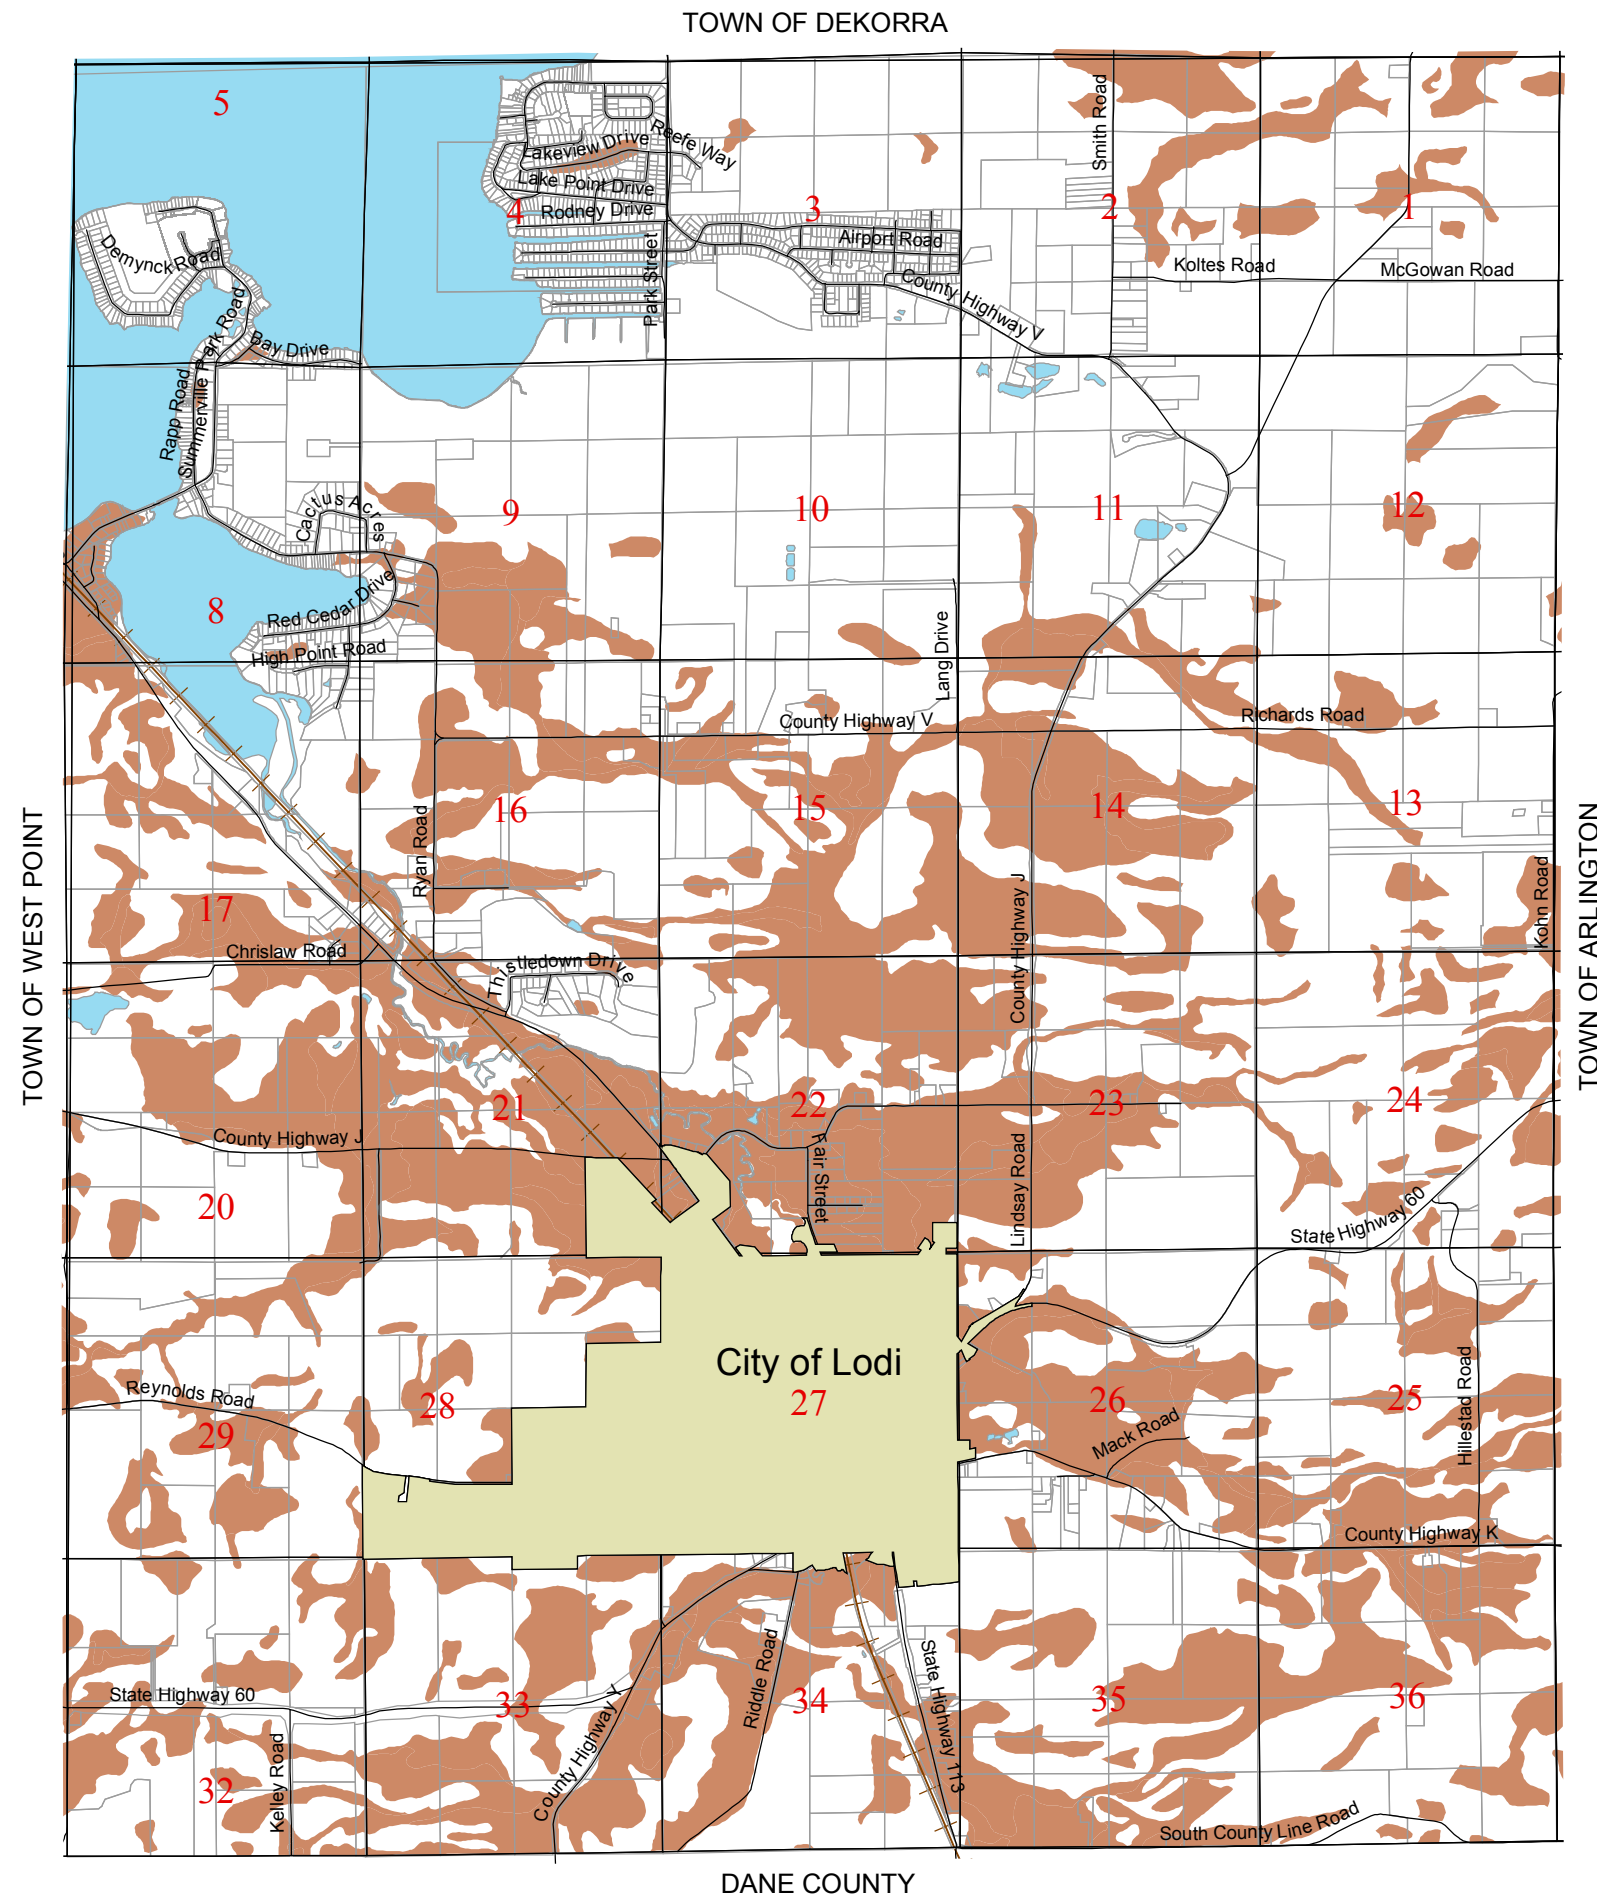 TOWN OF DEKORRA
5
Smith Road
Reefe Way
Lakeview Drive
Lake Point Drive
4
Rodney Drive
3
2
1
Airport Road
Demynck Road
Park Street
Koltes Road
McGowan Road
County Highway V
Summerville Park Road
Bay Drive
Rapp Road
Cactus Acres
9
10
11
12
8
Red Cedar Drive
High Point Road
Lang Drive
County Highway V
Richards Road
16
15
14
13
Ryan Road
TOWN OF WEST POINT
TOWN OF ARLINGTON
17
County Highway J
Kohn Road
Chrislaw Road
Thistledown Drive
21
22
23
24
County Highway J
Fair Street
Lindsay Road
20
State Highway 60
City of Lodi
27
Reynolds Road
28
29
26
25
Mack Road
Hillestad Road
County Highway K
State Highway 60
33
Riddle Road
34
State Highway 113
35
36
County Highway Y
Kelley Road
32
South County Line Road
DANE COUNTY